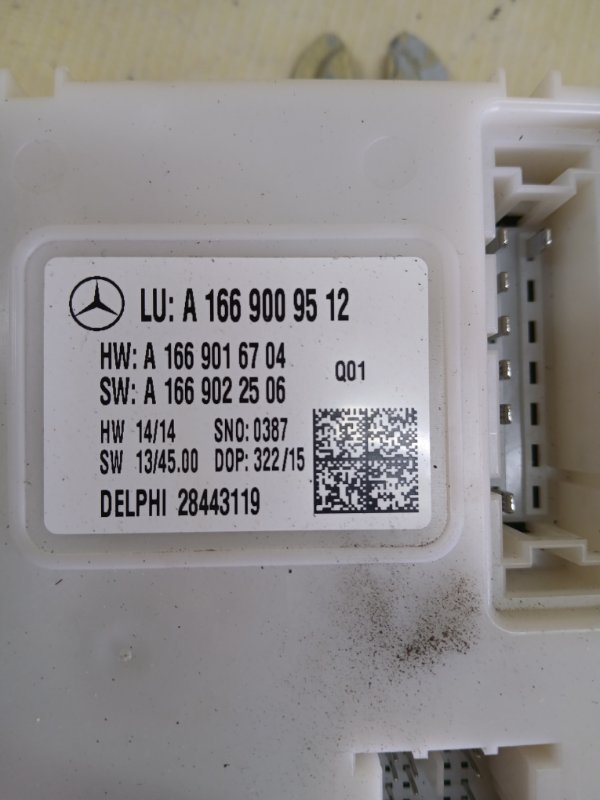 LU: A 166 900 95 12
HW: A 166 901 67 04
SW: A 166 902 25 06
Q01
HW 14/14 SNO: 0387
SW 13/45.00 DOP: 322/15
DELPHI 28443119